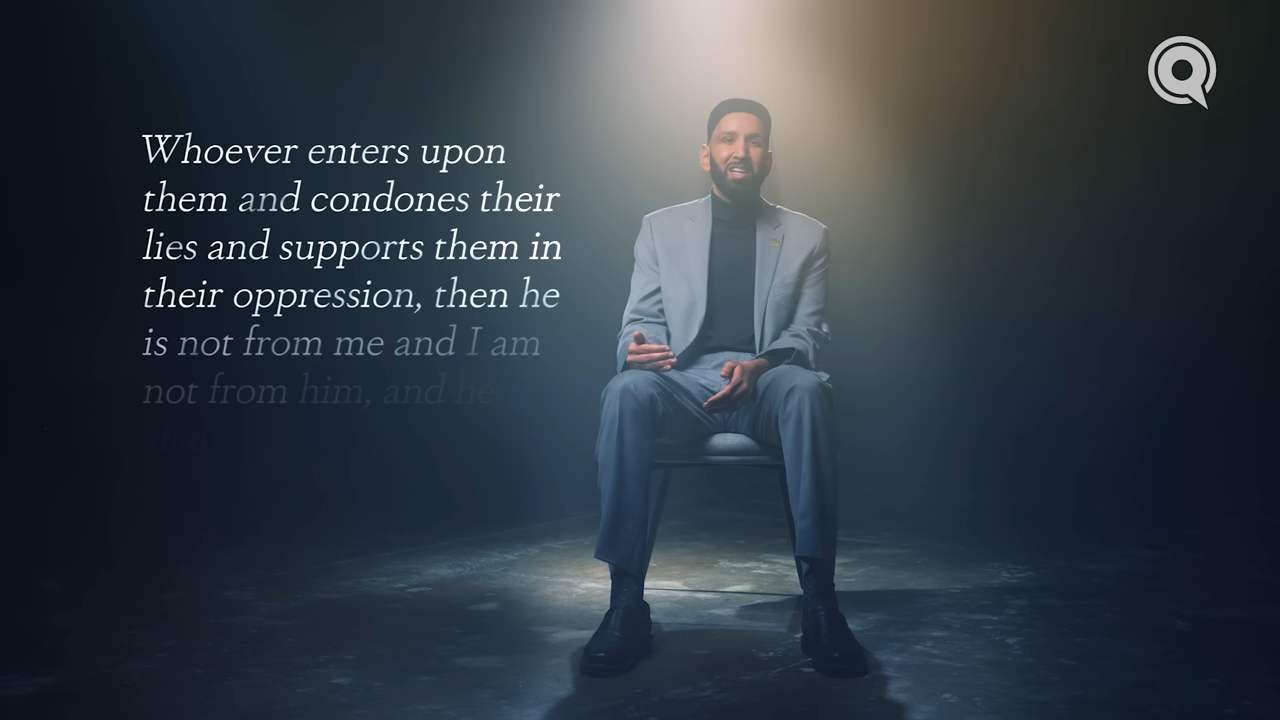 Whoever enters upon
them and condones their
lies and supports them in
their oppression, then he
is not from me and I am
not from him, and he
shall